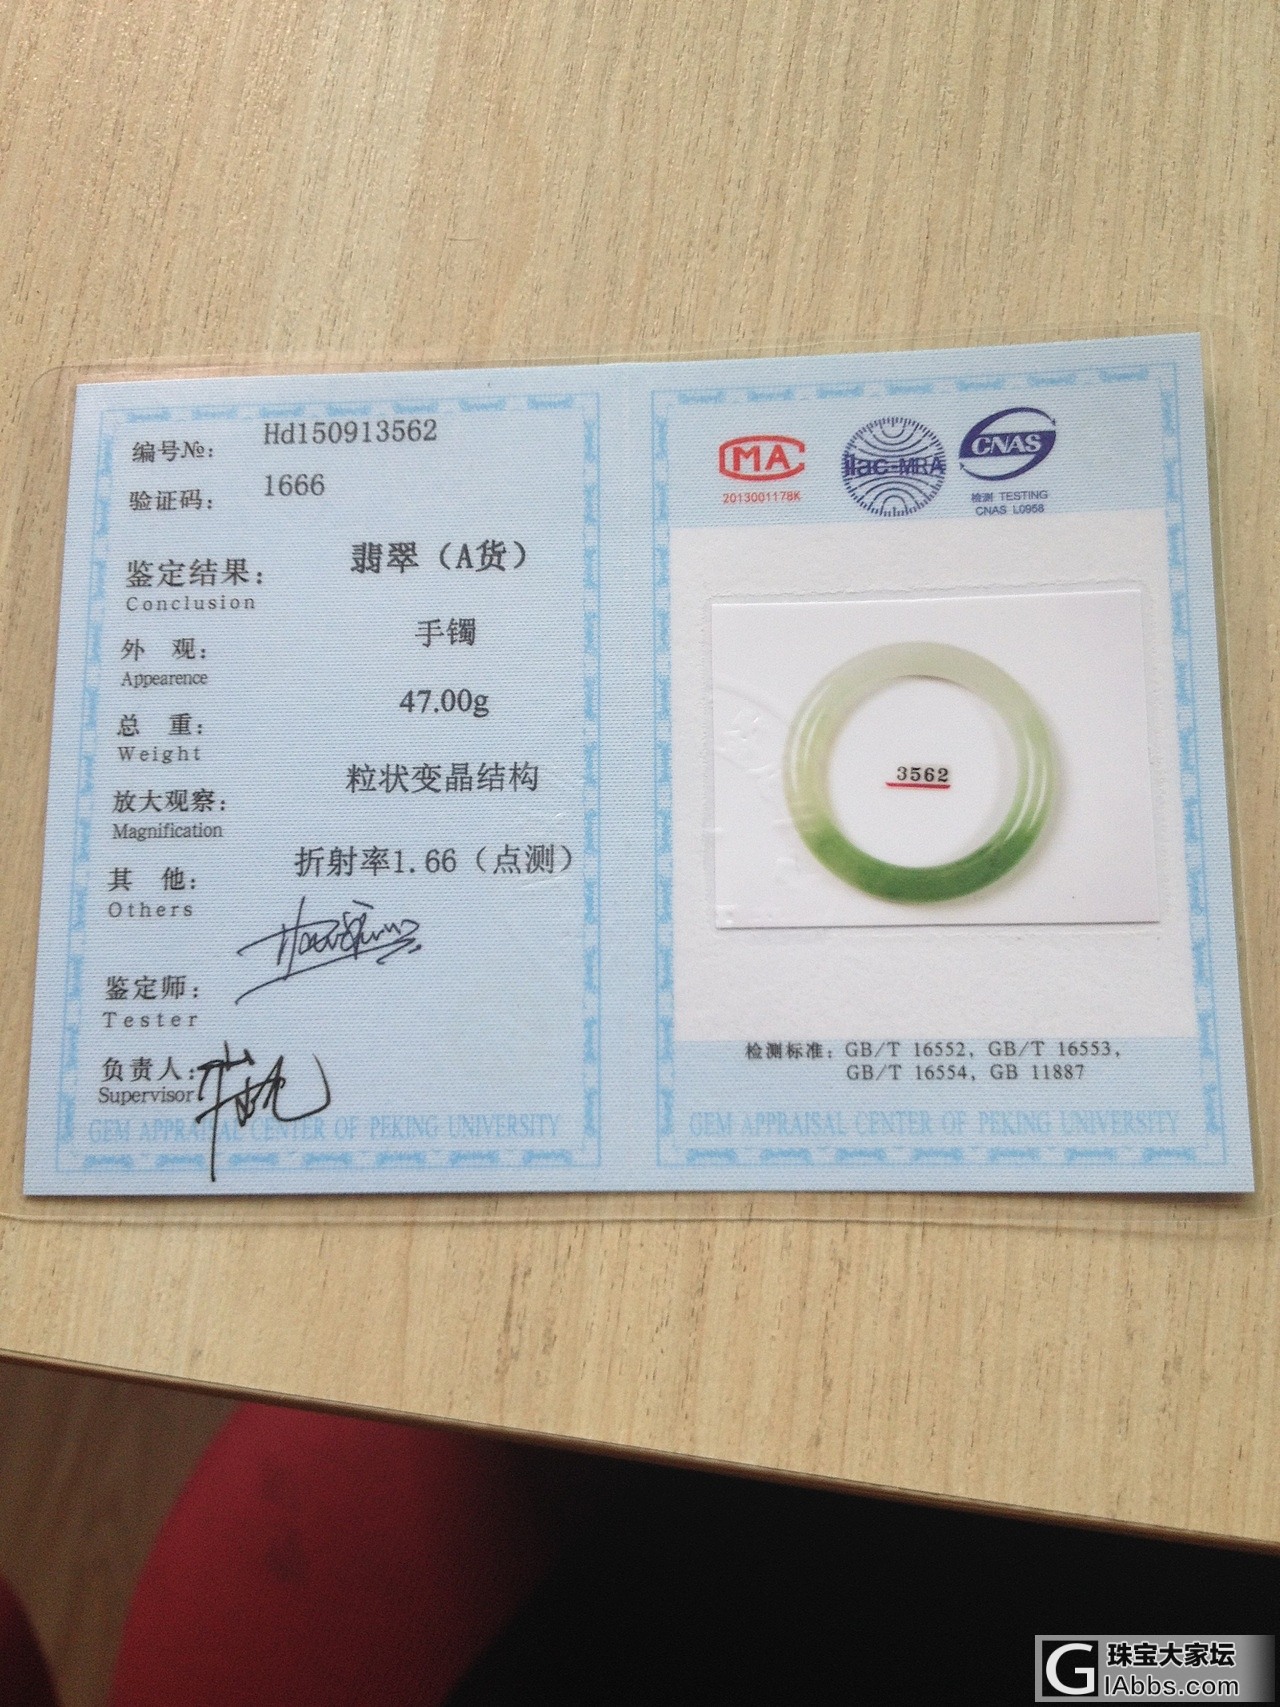 编号№: Hd150913562
验证码: 1666
鉴定结果: 翡翠（A货）
Conclusion
外 观: 手镯
Appearence
总 重: 47.00g
Weight
放大观察: 粒状变晶结构
Magnification
其 他: 折射率1.66（点测）
Others
鉴定师:
Tester
负责人:
Supervisor
GEM APPRAISAL CENTER OF PEKING UNIVERSITY
MA
2013001178K
ilac-MRA
CNAS
检测 TESTING
CNAS L0958
3562
检测标准: GB/T 16552, GB/T 16553,
GB/T 16554, GB 11887
GEM APPRAISAL CENTER OF PEKING UNIVERSITY
G 珠宝大家坛
IAbbs.com